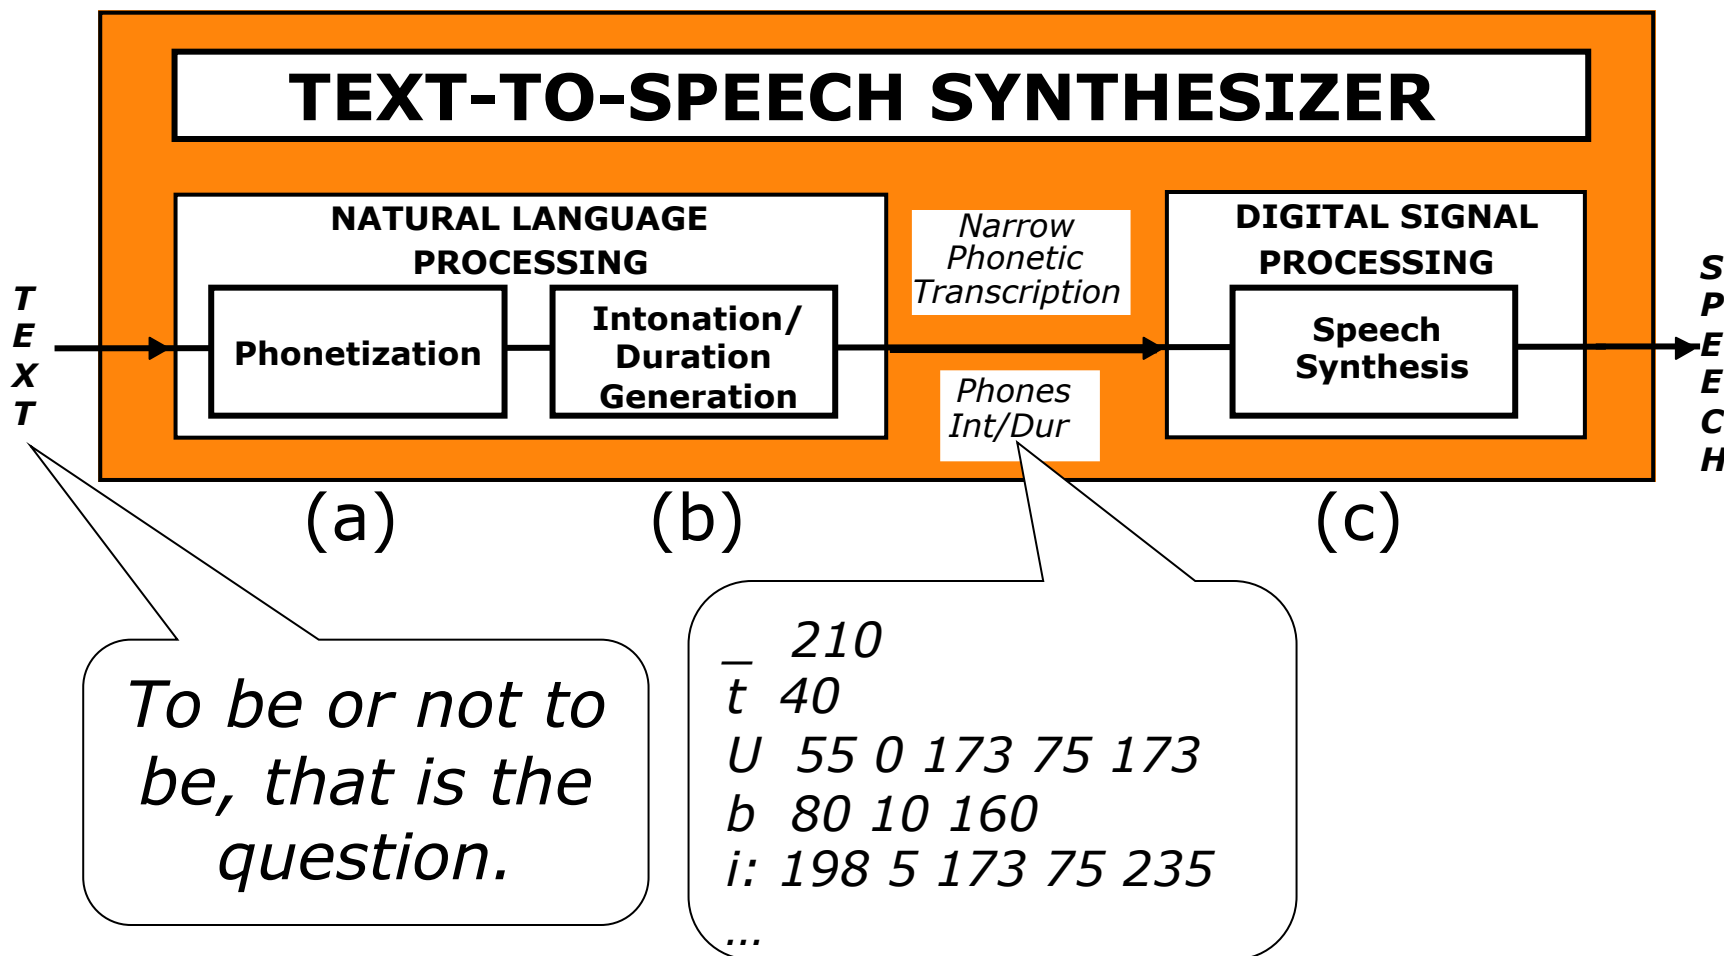 TEXT-TO-SPEECH SYNTHESIZER
NATURAL LANGUAGE
PROCESSING
Phonetization
Intonation/
Duration
Generation
Narrow
Phonetic
Transcription
Phones
Int/Dur
DIGITAL SIGNAL
PROCESSING
Speech
Synthesis
TEXT
SPEECH
(a)
(b)
(c)
To be or not to
be, that is the
question.
_ 210
t 40
U 55 0 173 75 173
b 80 10 160
i: 198 5 173 75 235
...